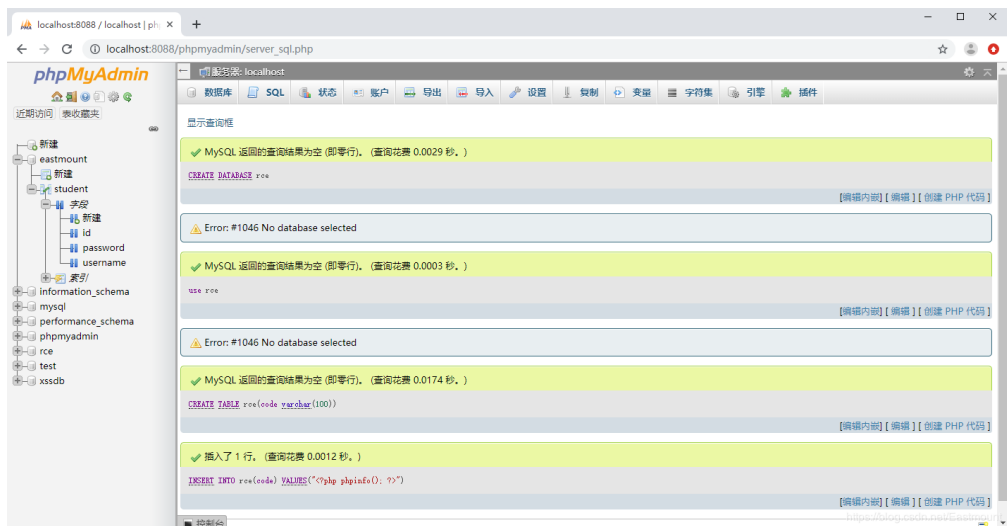 localhost:8088 / localhost | ph
localhost:8088/phpmyadmin/server_sql.php
phpMyAdmin
近期访问 表收藏夹
新建
eastmount
新建
student
字段
新建
id
password
username
索引
information_schema
mysql
performance_schema
phpmyadmin
rce
test
xssdb
服务器: localhost
数据库 SQL 状态 账户 导出 导入 设置 复制 变量 字符集 引擎 插件
显示查询框
MySQL 返回的查询结果为空 (即零行)。 (查询花费 0.0029 秒。)
CREATE DATABASE rce
[编辑内嵌] [ 编辑 ] [ 创建 PHP 代码 ]
Error: #1046 No database selected
MySQL 返回的查询结果为空 (即零行)。 (查询花费 0.0003 秒。)
use rce
[编辑内嵌] [ 编辑 ] [ 创建 PHP 代码 ]
Error: #1046 No database selected
MySQL 返回的查询结果为空 (即零行)。 (查询花费 0.0174 秒。)
CREATE TABLE rce(code varchar(100))
[编辑内嵌] [ 编辑 ] [ 创建 PHP 代码 ]
插入了 1 行。 (查询花费 0.0012 秒。)
INSERT INTO rce(code) VALUES("<?php phpinfo(); ?>")
[编辑内嵌] [ 编辑 ] [ 创建 PHP 代码 ]
控制台